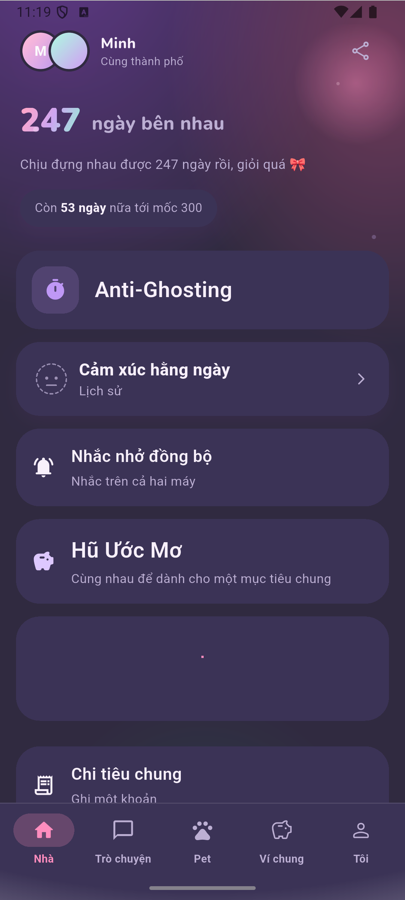 11:19
A
M
Minh
Cùng thành phố
247 ngày bên nhau
Chịu đựng nhau được 247 ngày rồi, giỏi quá 🎀
Còn 53 ngày nữa tới mốc 300
Anti-Ghosting
Cảm xúc hằng ngày
Lịch sử
Nhắc nhở đồng bộ
Nhắc trên cả hai máy
Hũ Ước Mơ
Cùng nhau để dành cho một mục tiêu chung
Chi tiêu chung
Ghi một khoản
Nhà
Trò chuyện
Pet
Ví chung
Tôi